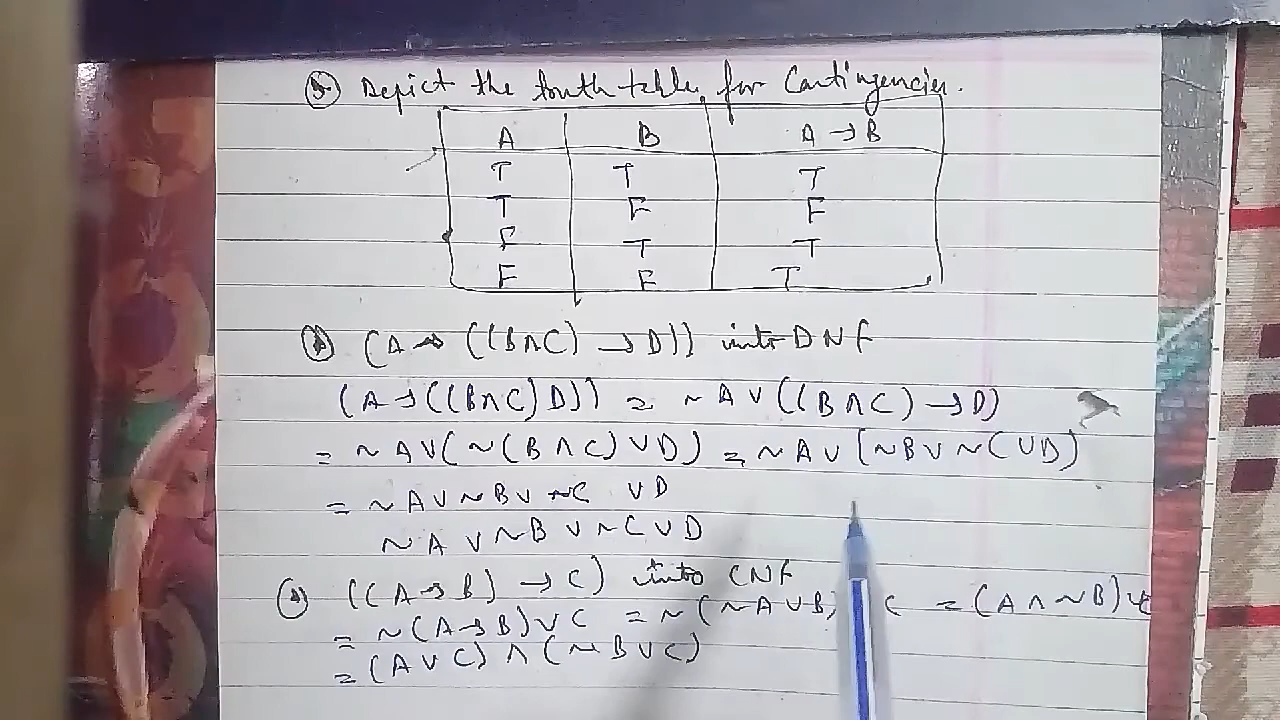 Depict the truth table for Contingencies.
A B A → B
T T T
T F F
F T T
F F T
(A → ((B∧C) → D)) into DNF
(A → ((B∧C) D)) = ~A ∨ ((B∧C) → D)
= ~A∨(~(B∧C)∨D) = ~A∨(~B∨~C∨D)
= ~A∨~B∨~C ∨D
~A ∨~B∨~C∨D
((A→B) → C) into CNF
= ~(A→B)∨C = ~(~A∨B) C = (A∧~B)∨C
= (A∨C) ∧ (~B∨C)